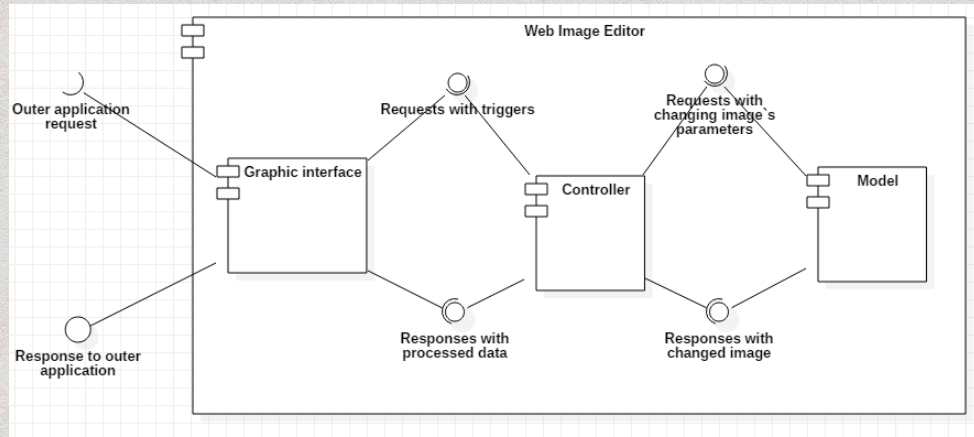 Web Image Editor
Outer application
request
Requests with triggers
Requests with
changing image`s
parameters
Graphic interface
Controller
Model
Response to outer
application
Responses with
processed data
Responses with
changed image